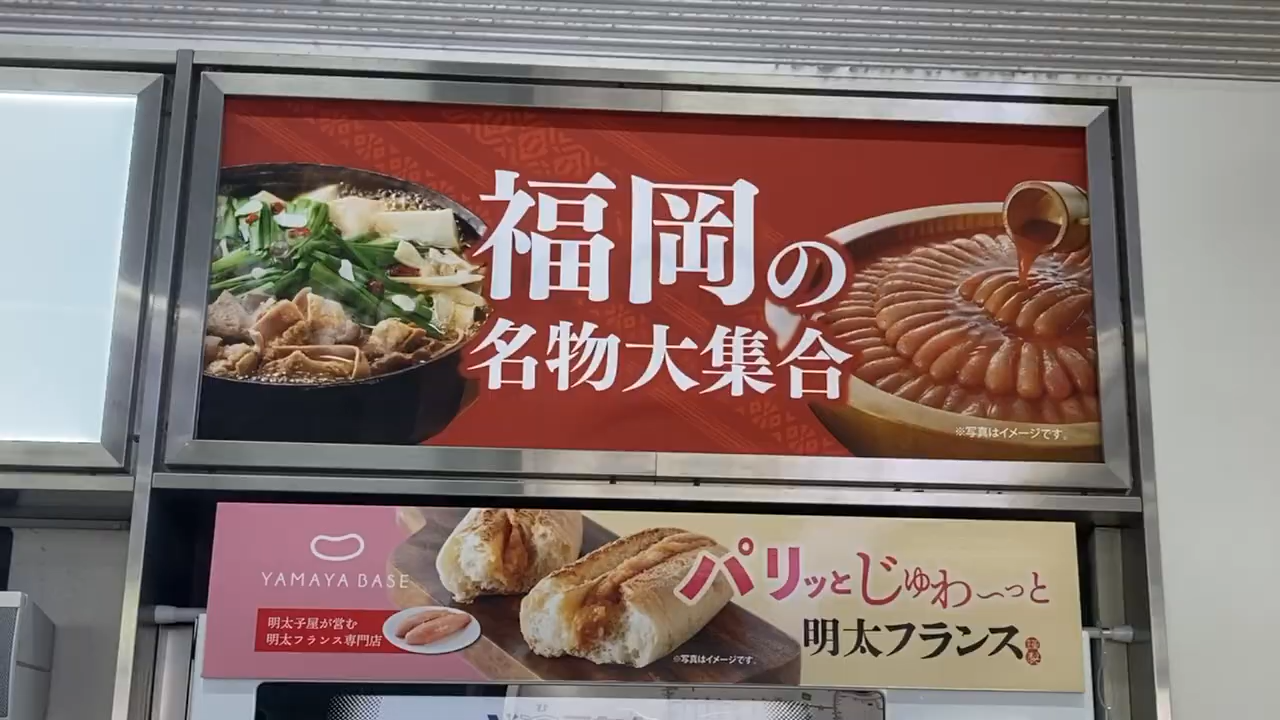 福岡の
名物大集合
※写真はイメージです。
YAMAYA BASE
明太子屋が営む
明太フランス専門店
パリッとじゅわ〜っと
明太フランス
※写真はイメージです。